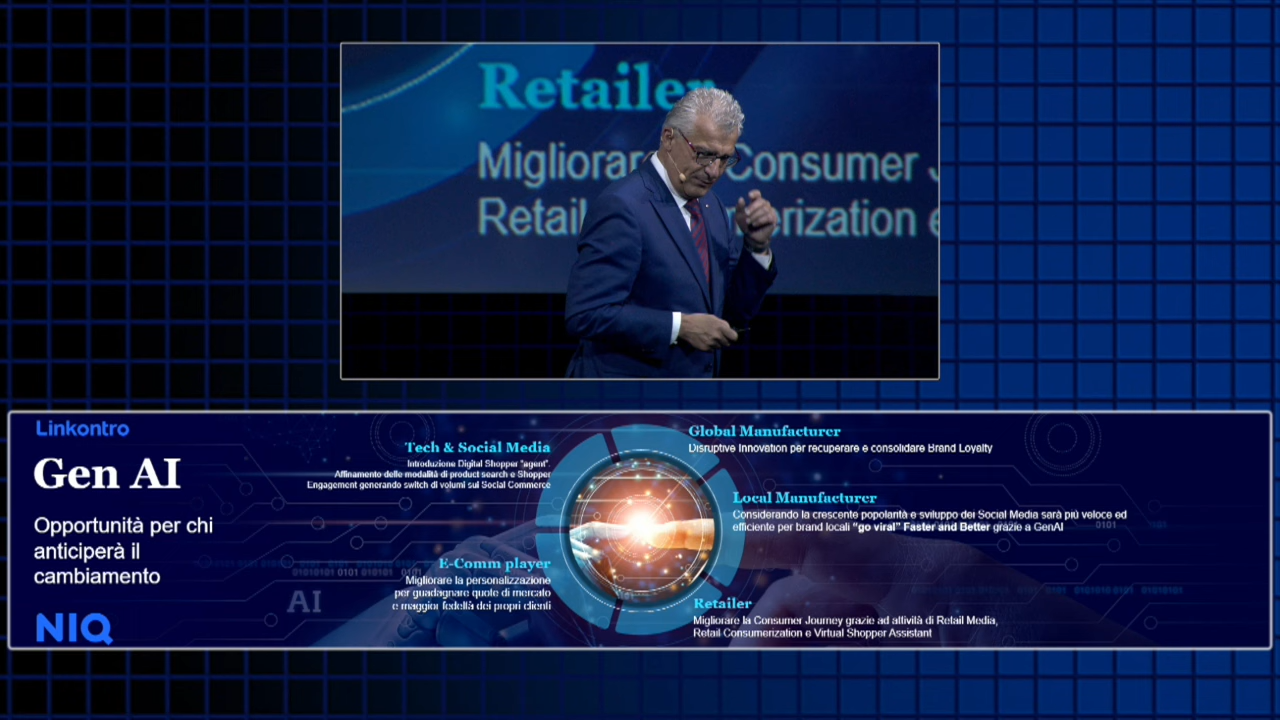 Retailer
Migliorar Consumer
Retail erization e
Linkontro
Gen AI
Opportunità per chi
anticiperà il
cambiamento
NIQ
Tech & Social Media
Introduzione Digital Shopper "agent".
Affinamento delle modalità di product search e Shopper
Engagement generando switch di volumi sul Social Commerce
E-Comm player
Migliorare la personalizzazione
per guadagnare quote di mercato
e maggior fedeltà dei propri clienti
AI
0101
Global Manufacturer
Disruptive Innovation per recuperare e consolidare Brand Loyalty
Local Manufacturer
Considerando la crescente popolarità e sviluppo dei Social Media sarà più veloce ed
efficiente per brand locali “go viral” Faster and Better grazie a GenAI
0101
Retailer
Migliorare la Consumer Journey grazie ad attività di Retail Media,
Retail Consumerization e Virtual Shopper Assistant